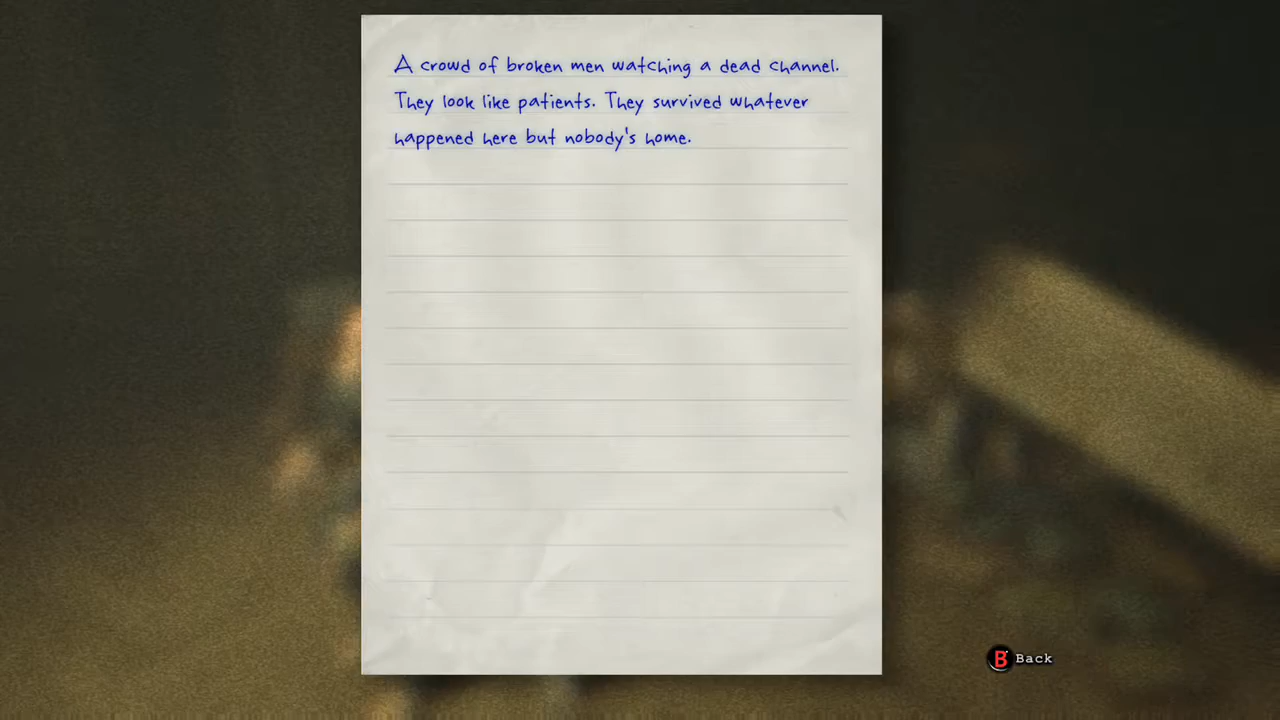 A crowd of broken men watching a dead channel.
They look like patients. They survived whatever
happened here but nobody's home.
B Back